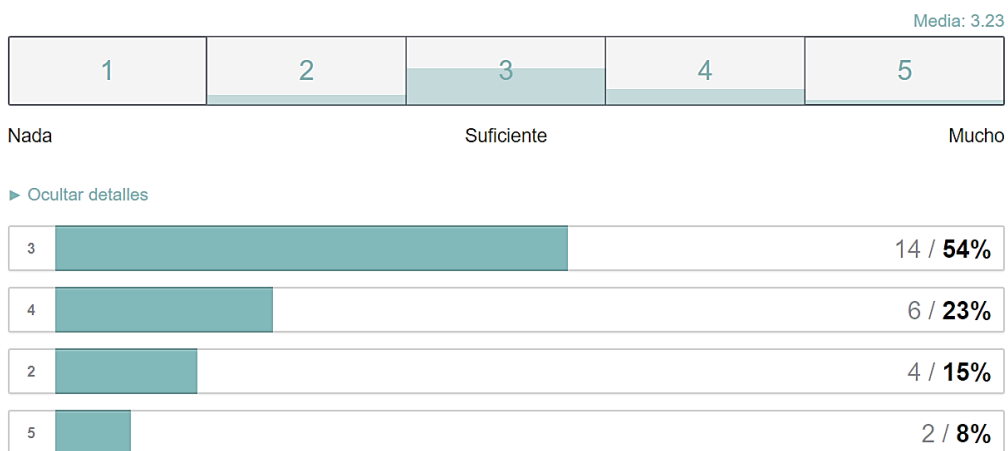 Media: 3.23
1 2 3 4 5
Nada Suficiente Mucho
► Ocultar detalles
3 14 / 54%
4 6 / 23%
2 4 / 15%
5 2 / 8%